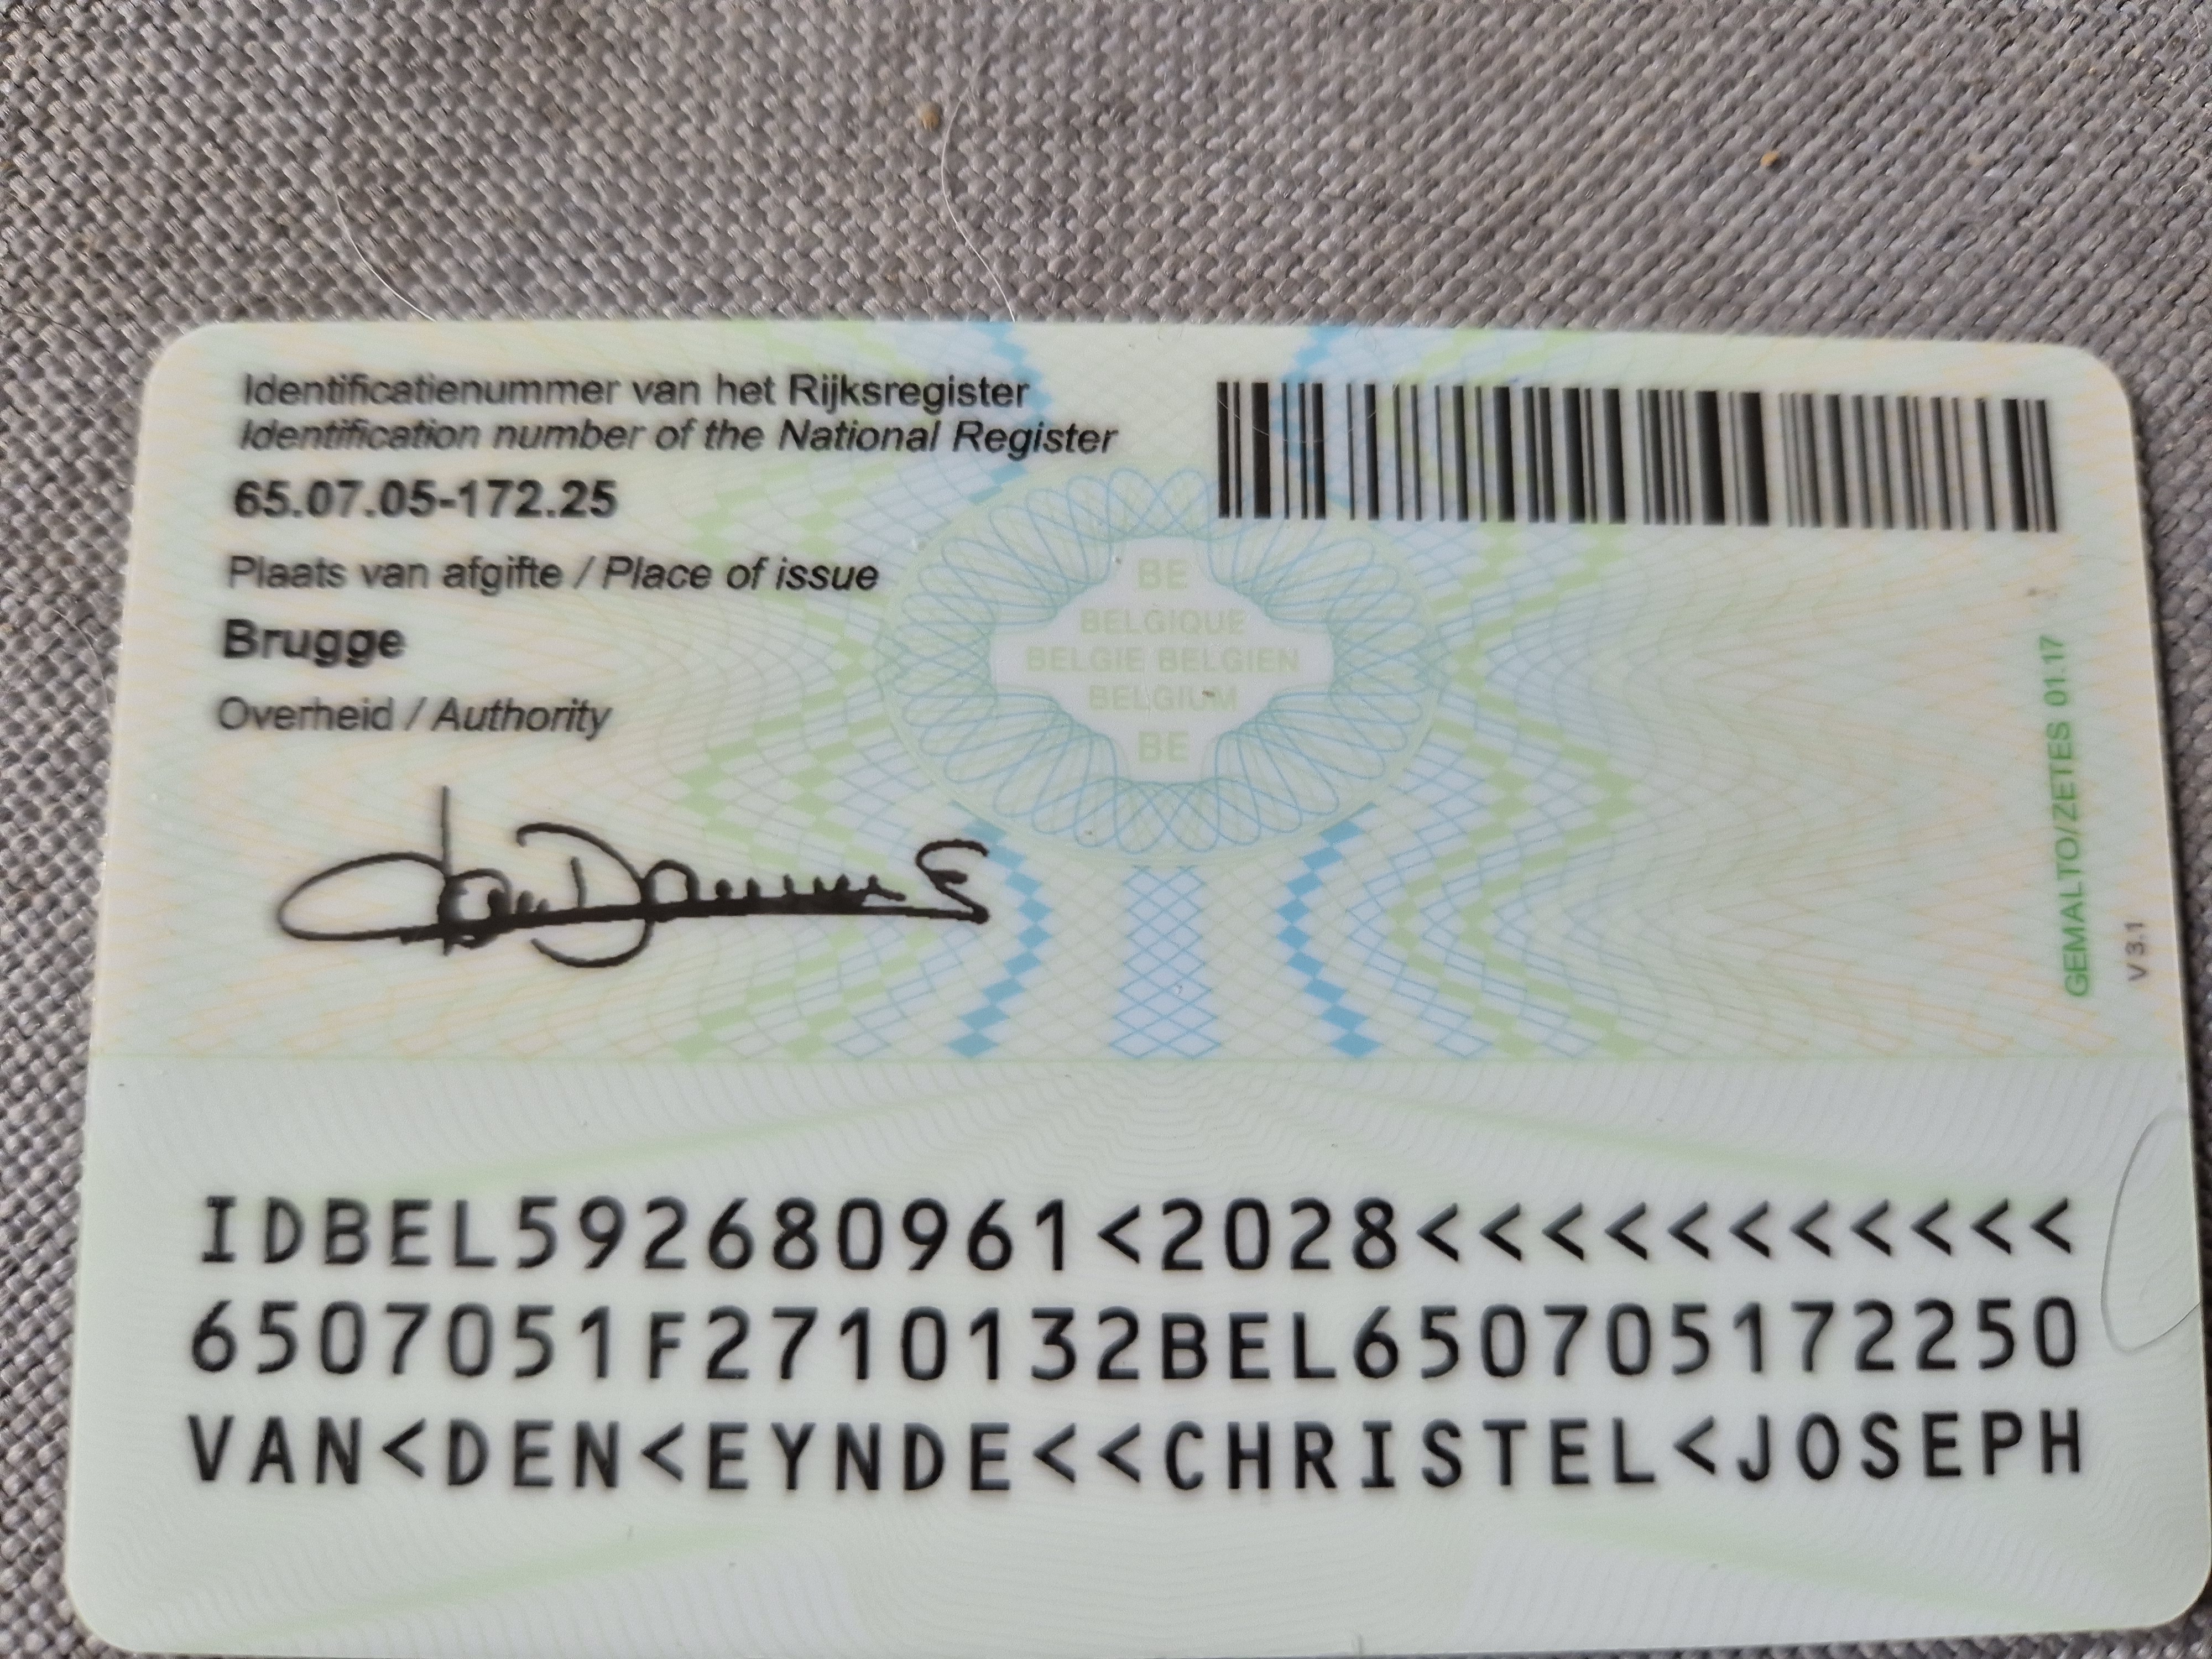 Identificatienummer van het Rijksregister
Identification number of the National Register
65.07.05-172.25
Plaats van afgifte / Place of issue
Brugge
Overheid / Authority
BE
BELGIQUE
BELGIE BELGIEN
BELGIUM
BE
GEMALTO/ZETES 01.17
V 3.1
IDBEL592680961<2028<<<<<<<<<<<
6507051F2710132BEL650705172250
VAN<DEN<EYNDE<<CHRISTEL<JOSEPH